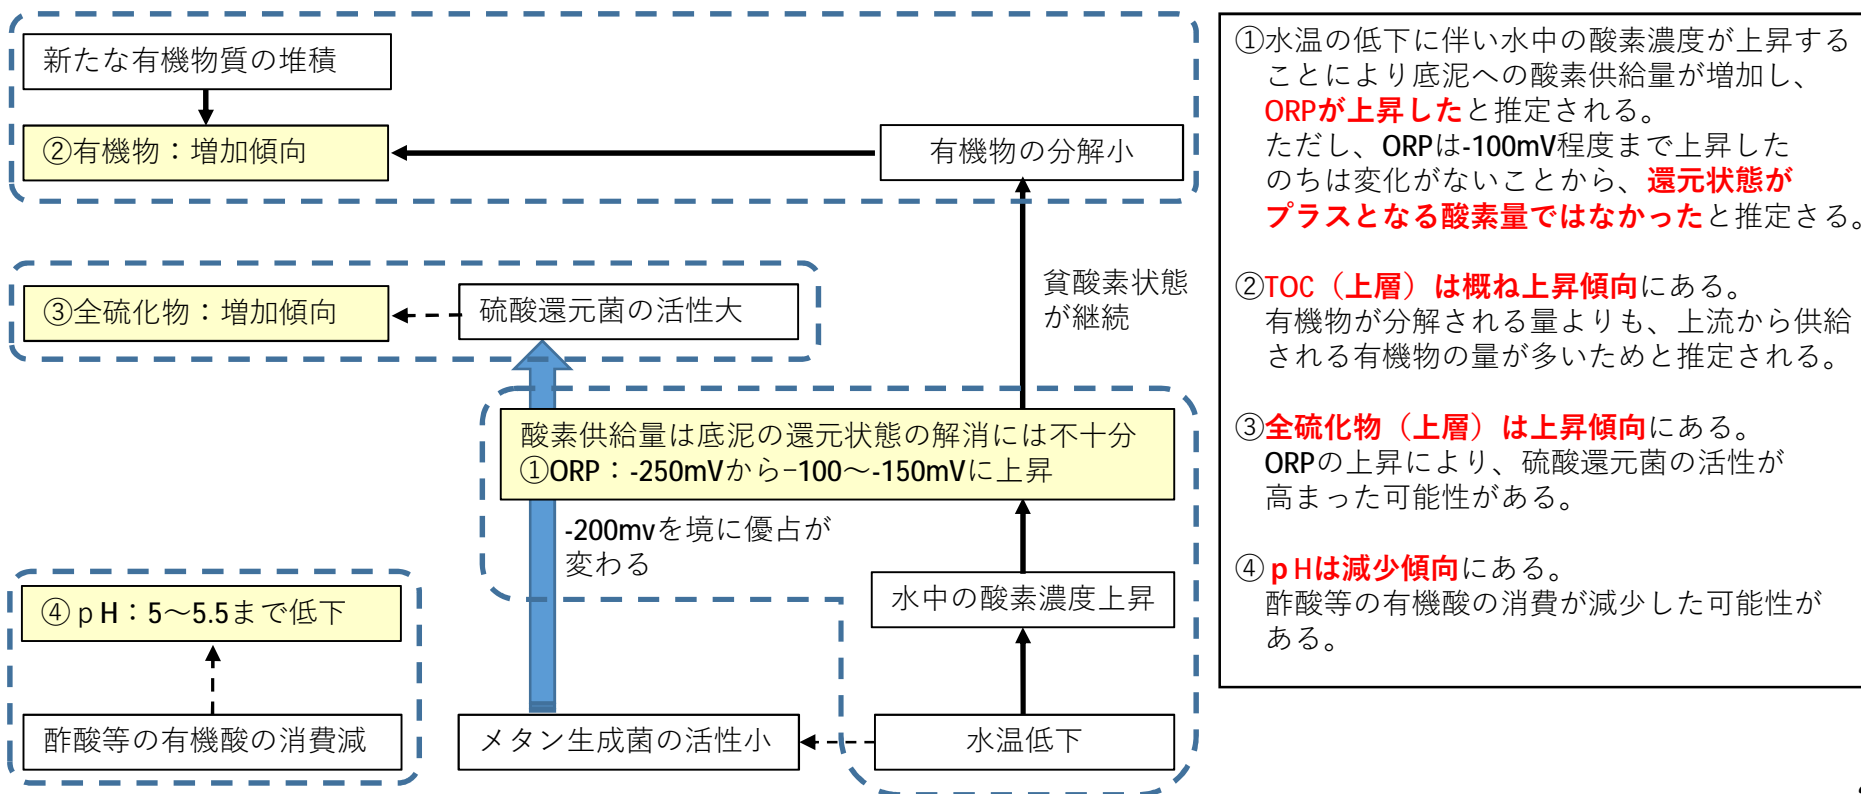 新たな有機物質の堆積
②有機物：増加傾向
有機物の分解小
③全硫化物：増加傾向
硫酸還元菌の活性大
貧酸素状態
が継続
酸素供給量は底泥の還元状態の解消には不十分
①ORP：-250mVから−100～-150mVに上昇
-200mvを境に優占が
変わる
④ｐH：5～5.5まで低下
水中の酸素濃度上昇
酢酸等の有機酸の消費減
メタン生成菌の活性小
水温低下
①水温の低下に伴い水中の酸素濃度が上昇する
ことにより底泥への酸素供給量が増加し、
ORPが上昇したと推定される。
ただし、ORPは-100mV程度まで上昇した
のちは変化がないことから、還元状態が
プラスとなる酸素量ではなかったと推定さる。
②TOC（上層）は概ね上昇傾向にある。
有機物が分解される量よりも、上流から供給
される有機物の量が多いためと推定される。
③全硫化物（上層）は上昇傾向にある。
ORPの上昇により、硫酸還元菌の活性が
高まった可能性がある。
④ｐHは減少傾向にある。
酢酸等の有機酸の消費が減少した可能性が
ある。